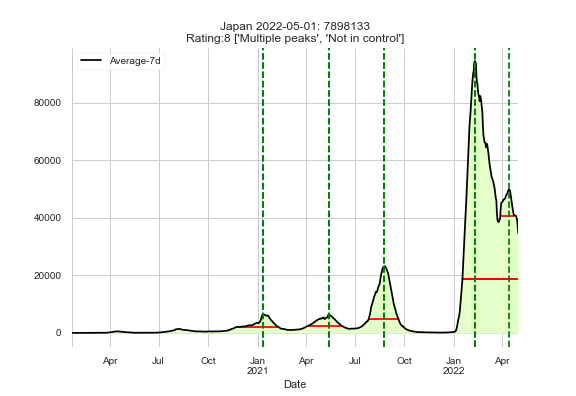 Japan 2022-05-01: 7898133
Rating:8 ['Multiple peaks', 'Not in control']
Average-7d
80000
60000
40000
20000
0
Apr Jul Oct Jan Apr Jul Oct Jan Apr
2021 2022
Date